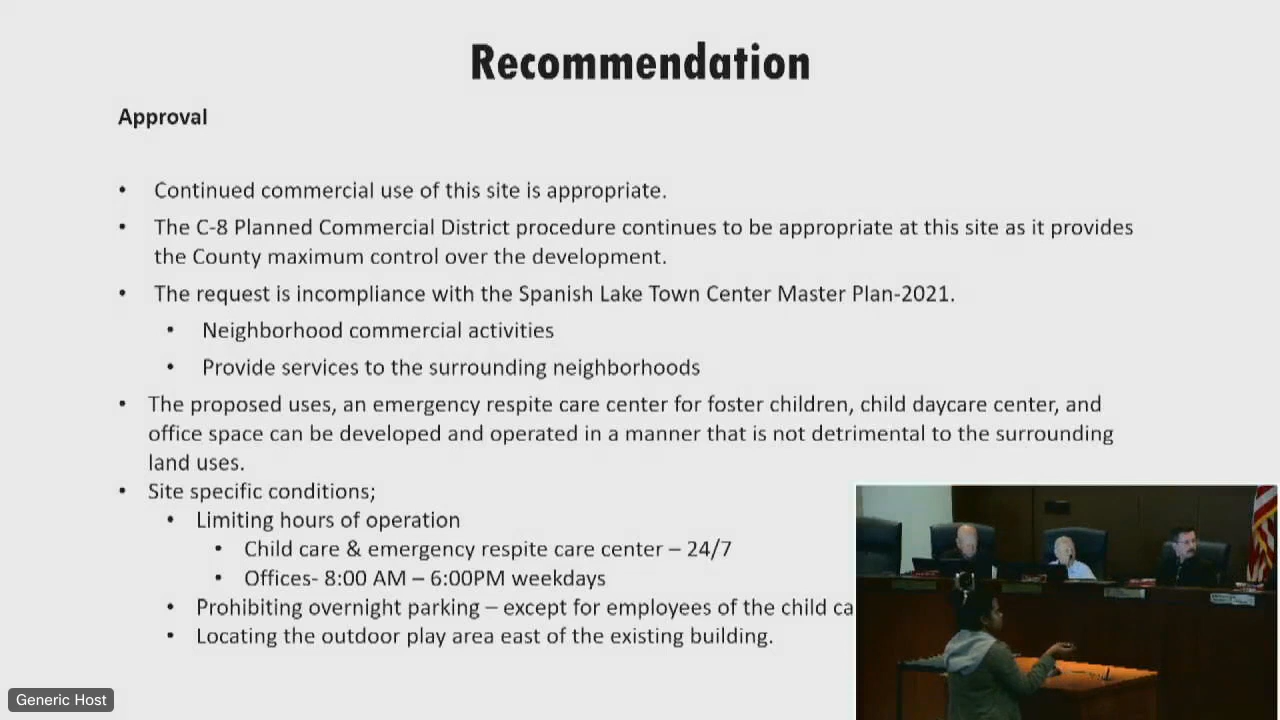 Recommendation
Approval
• Continued commercial use of this site is appropriate.
• The C-8 Planned Commercial District procedure continues to be appropriate at this site as it provides
the County maximum control over the development.
• The request is incompliance with the Spanish Lake Town Center Master Plan-2021.
• Neighborhood commercial activities
• Provide services to the surrounding neighborhoods
• The proposed uses, an emergency respite care center for foster children, child daycare center, and
office space can be developed and operated in a manner that is not detrimental to the surrounding
land uses.
• Site specific conditions;
• Limiting hours of operation
• Child care & emergency respite care center – 24/7
• Offices- 8:00 AM – 6:00PM weekdays
• Prohibiting overnight parking – except for employees of the child ca
• Locating the outdoor play area east of the existing building.
Generic Host